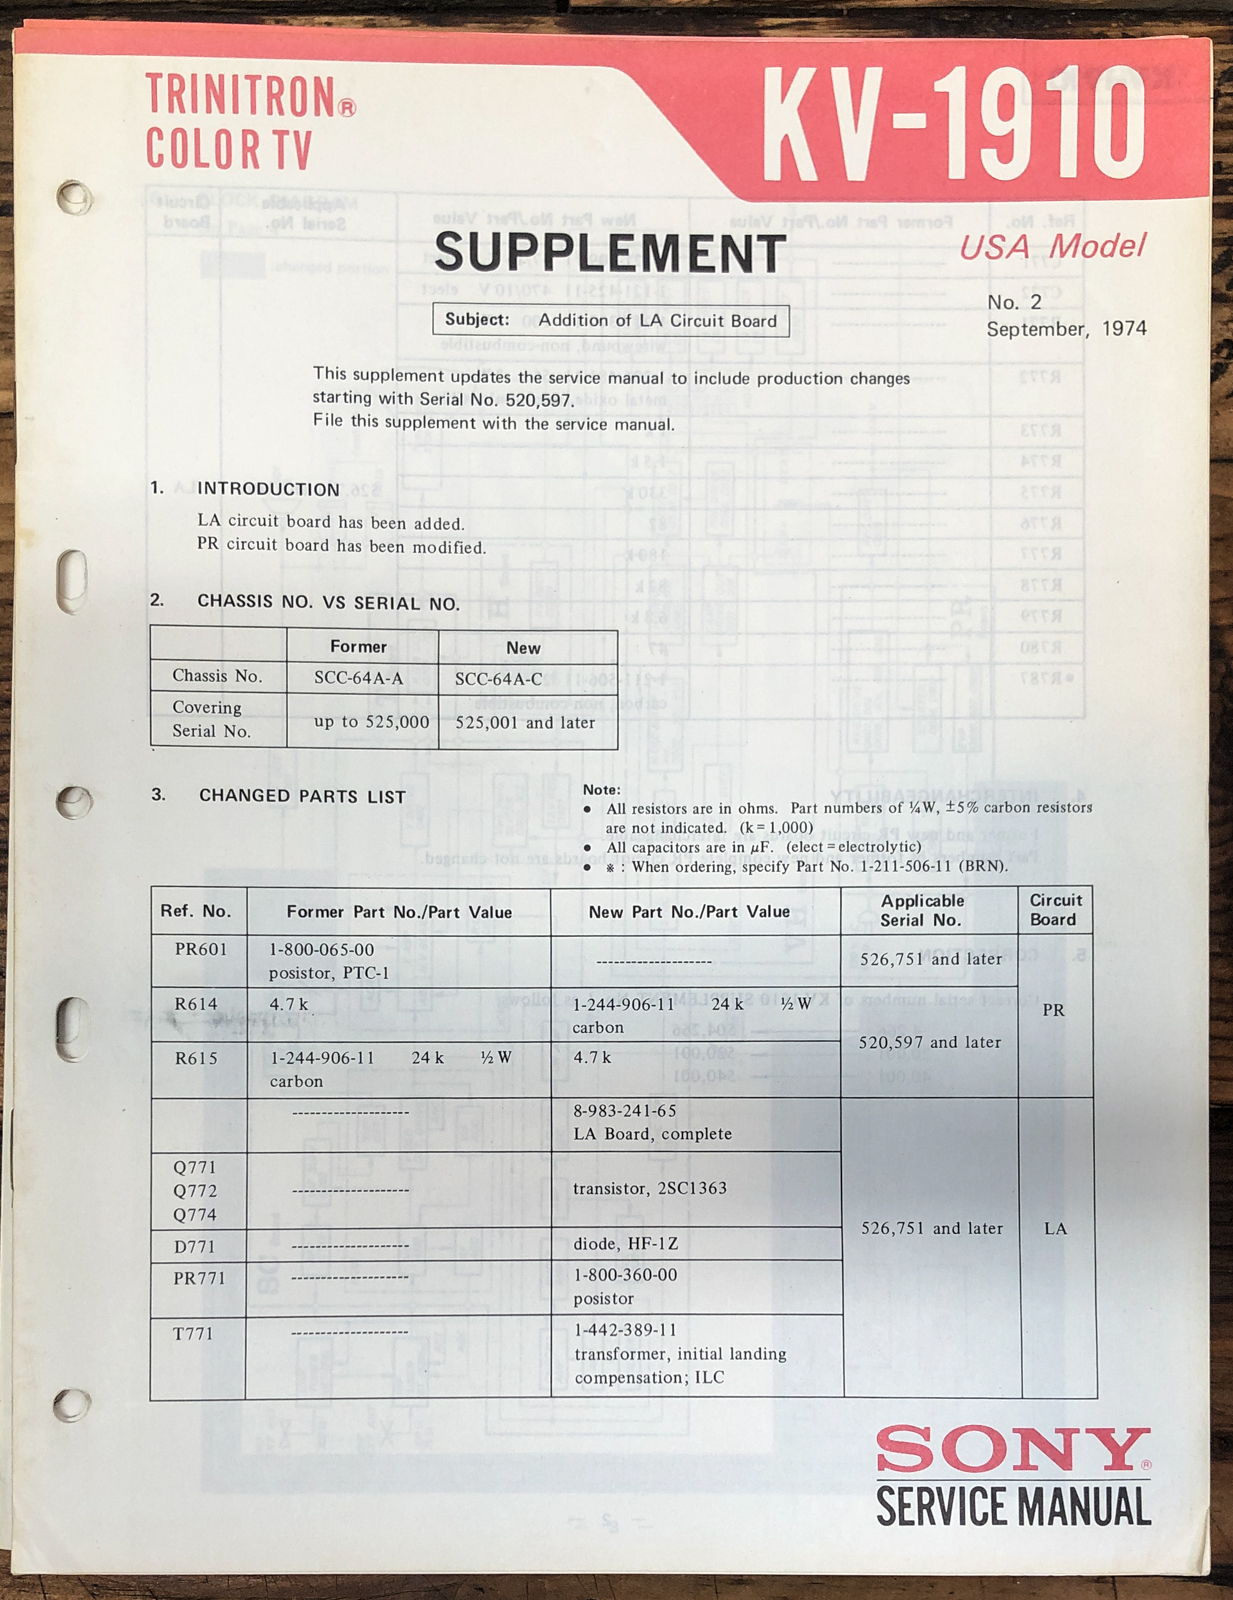 TRINITRON®
COLOR TV
KV-1910
SUPPLEMENT
USA Model
No. 2
September, 1974
Subject: Addition of LA Circuit Board
This supplement updates the service manual to include production changes
starting with Serial No. 520,597.
File this supplement with the service manual.
1. INTRODUCTION
LA circuit board has been added.
PR circuit board has been modified.
2. CHASSIS NO. VS SERIAL NO.
Former New
Chassis No. SCC-64A-A SCC-64A-C
Covering
Serial No. up to 525,000 525,001 and later
3. CHANGED PARTS LIST
Note:
• All resistors are in ohms. Part numbers of ¼W, ±5% carbon resistors
are not indicated. (k = 1,000)
• All capacitors are in μF. (elect = electrolytic)
• ※ : When ordering, specify Part No. 1-211-506-11 (BRN).
Ref. No. Former Part No./Part Value New Part No./Part Value Applicable Serial No. Circuit Board
PR601 1-800-065-00 -------------------- 526,751 and later
posistor, PTC-1
R614 4.7 k 1-244-906-11 24 k ½ W PR
carbon
520,597 and later
R615 1-244-906-11 24 k ½ W 4.7 k
carbon
-------------------- 8-983-241-65
LA Board, complete
Q771
Q772 -------------------- transistor, 2SC1363
Q774
526,751 and later LA
D771 -------------------- diode, HF-1Z
PR771 -------------------- 1-800-360-00
posistor
T771 -------------------- 1-442-389-11
transformer, initial landing
compensation; ILC
SONY®
SERVICE MANUAL